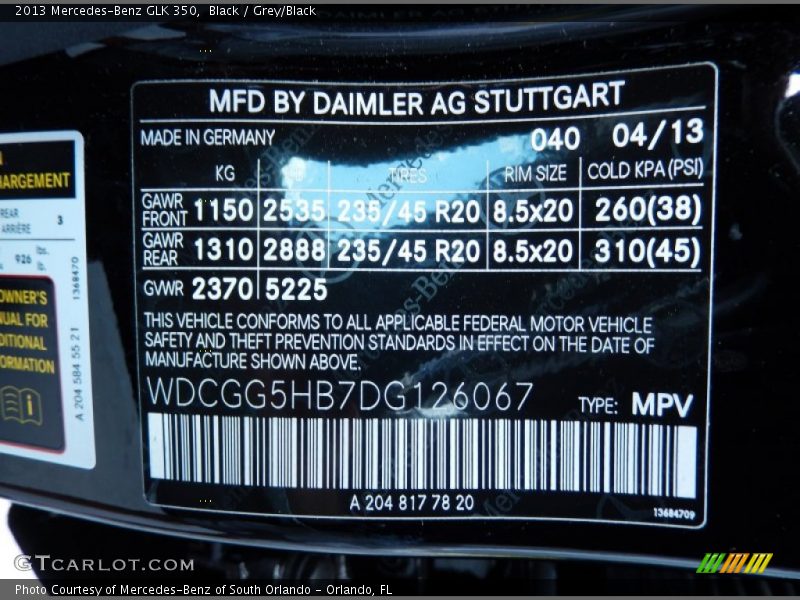 2013 Mercedes-Benz GLK 350, Black / Grey/Black
MFD BY DAIMLER AG STUTTGART
MADE IN GERMANY 040 04/13
KG LB TIRES RIM SIZE COLD KPA (PSI)
GAWR FRONT 1150 2535 235/45 R20 8.5x20 260(38)
GAWR REAR 1310 2888 235/45 R20 8.5x20 310(45)
GVWR 2370 5225
THIS VEHICLE CONFORMS TO ALL APPLICABLE FEDERAL MOTOR VEHICLE
SAFETY AND THEFT PREVENTION STANDARDS IN EFFECT ON THE DATE OF
MANUFACTURE SHOWN ABOVE.
WDCGG5HB7DG126067 TYPE: MPV
A 204 817 78 20
13684709
REAR 3
ARRIÈRE
926 lbs.
lb.
OWNER'S
FOR
A 204 584 55 21
1368470
GTCARLOT.COM
Photo Courtesy of Mercedes-Benz of South Orlando - Orlando, FL